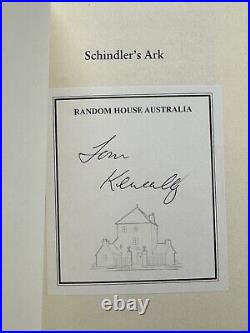 Schindler's Ark
RANDOM HOUSE AUSTRALIA
Tom
Keneally